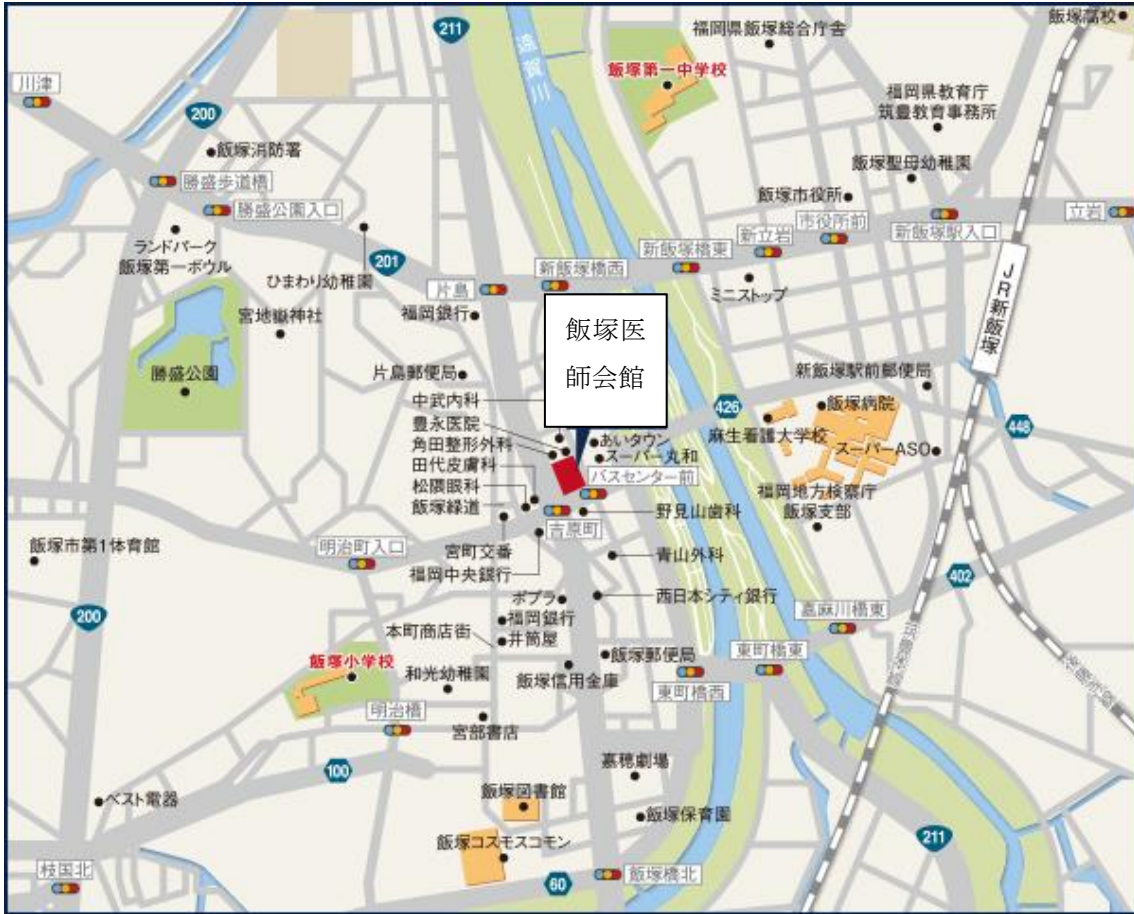 飯塚高校
211
遠賀川
福岡県飯塚総合庁舎
飯塚第一中学校
川津
200
福岡県教育庁
筑豊教育事務所
飯塚消防署
飯塚聖母幼稚園
勝盛歩道橋
飯塚市役所
勝盛公園入口
市役所前
立岩
新飯塚駅入口
新立岩
ランドパーク
飯塚第一ボウル
新飯塚橋東
201
新飯塚橋西
ひまわり幼稚園
片島
ミニストップ
JR新飯塚
福岡銀行
宮地嶽神社
飯塚医
師会館
勝盛公園
片島郵便局
新飯塚駅前郵便局
中武内科
426
飯塚病院
豊永医院
448
麻生看護大学校
角田整形外科
あいタウン
スーパー丸和
スーパーASO
田代皮膚科
バスセンター前
松隈眼科
福岡地方検察庁
飯塚支部
飯塚緑道
野見山歯科
吉原町
飯塚市第1体育館
明治町入口
宮町交番
青山外科
福岡中央銀行
402
ポプラ
西日本シティ銀行
200
嘉麻川橋東
福岡銀行
本町商店街
井筒屋
飯塚小学校
飯塚郵便局
東町橋東
和光幼稚園
飯塚信用金庫
東町橋西
明治橋
宮部書店
嘉穂劇場
100
飯塚図書館
ベスト電器
飯塚保育園
飯塚コスモスコモン
211
枝国北
60
飯塚橋北